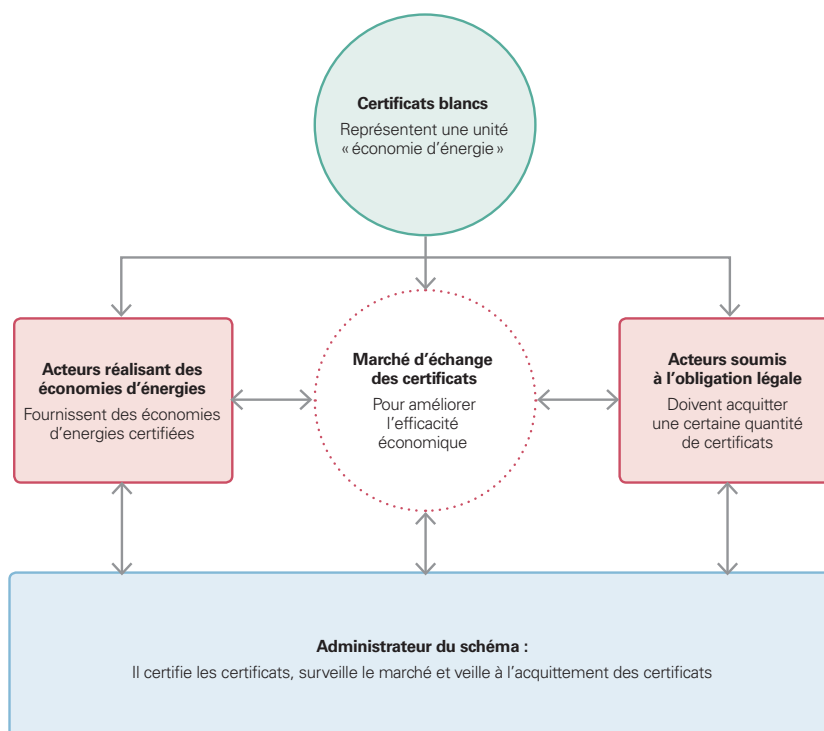 Certificats blancs
Représentent une unité
« économie d'énergie »
Acteurs réalisant des
économies d'énergies
Fournissent des économies
d'energies certifiées
Marché d'échange
des certificats
Pour améliorer
l'efficacité
économique
Acteurs soumis
à l'obligation légale
Doivent acquitter
une certaine quantité
de certificats
Administrateur du schéma :
Il certifie les certificats, surveille le marché et veille à l'acquittement des certificats